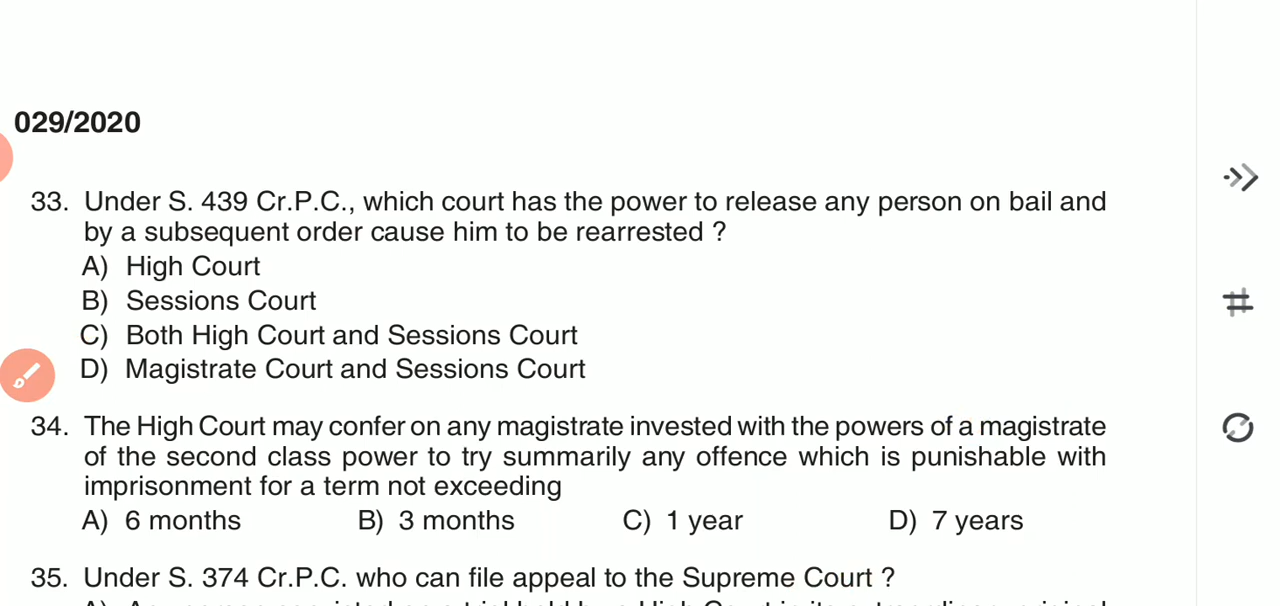 029/2020
33. Under S. 439 Cr.P.C., which court has the power to release any person on bail and
by a subsequent order cause him to be rearrested ?
A) High Court
B) Sessions Court
C) Both High Court and Sessions Court
D) Magistrate Court and Sessions Court
34. The High Court may confer on any magistrate invested with the powers of a magistrate
of the second class power to try summarily any offence which is punishable with
imprisonment for a term not exceeding
A) 6 months B) 3 months C) 1 year D) 7 years
35. Under S. 374 Cr.P.C. who can file appeal to the Supreme Court ?